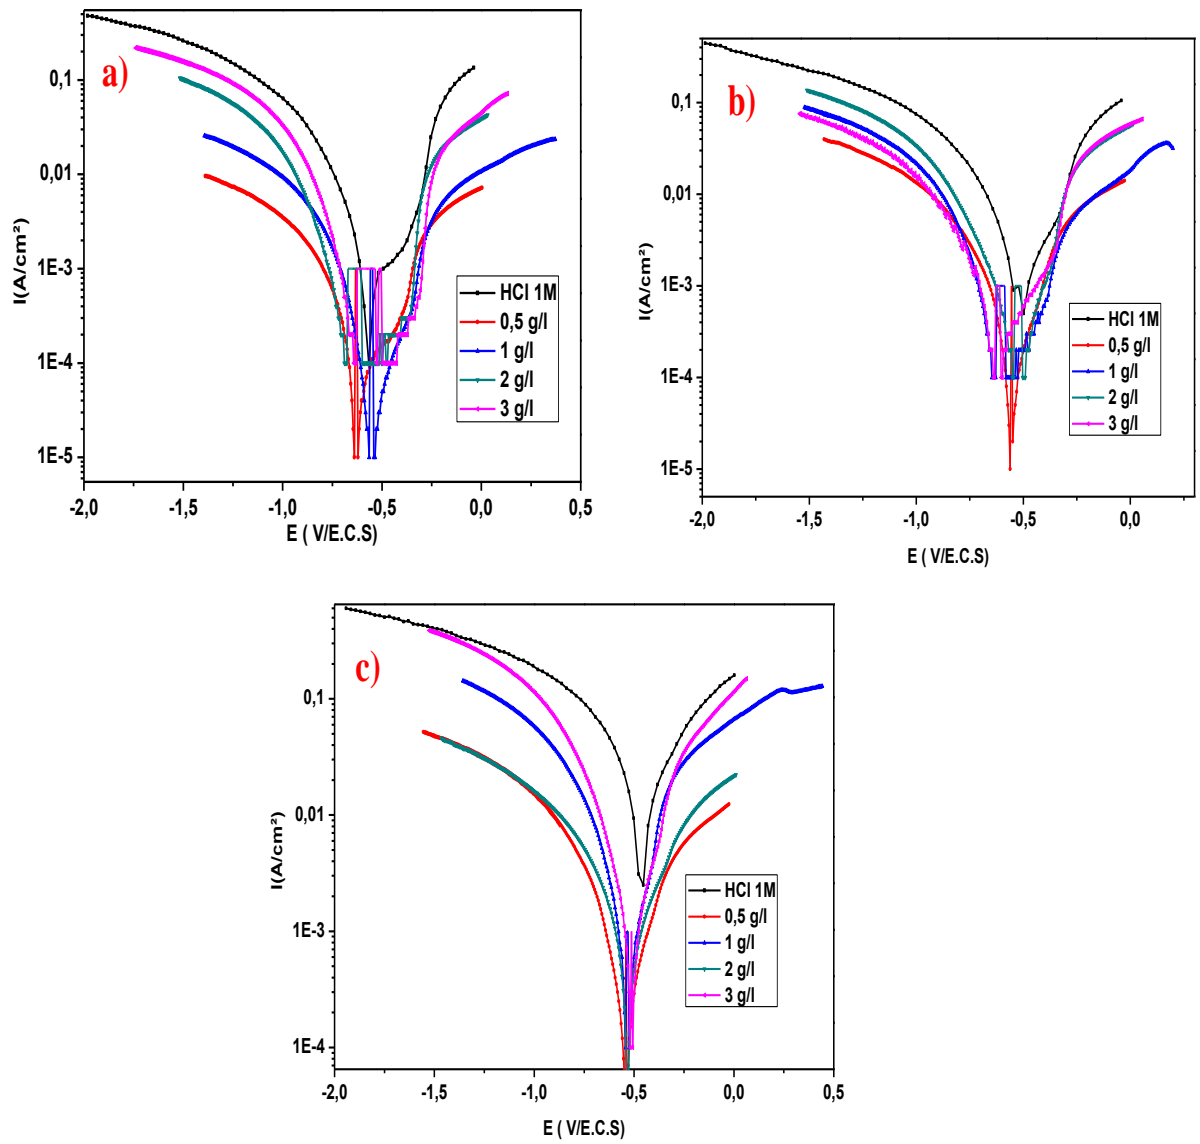 a)
I(A/cm²)
0,1
0,01
1E-3
1E-4
1E-5
-2,0 -1,5 -1,0 -0,5 0,0 0,5
E ( V/E.C.S)
HCl 1M
0,5 g/l
1 g/l
2 g/l
3 g/l
b)
I(A/cm²)
0,1
0,01
1E-3
1E-4
1E-5
-2,0 -1,5 -1,0 -0,5 0,0
E ( V/E.C.S)
HCl 1M
0,5 g/l
1 g/l
2 g/l
3 g/l
c)
I(A/cm²)
0,1
0,01
1E-3
1E-4
-2,0 -1,5 -1,0 -0,5 0,0 0,5
E ( V/E.C.S)
HCl 1M
0,5 g/l
1 g/l
2 g/l
3 g/l